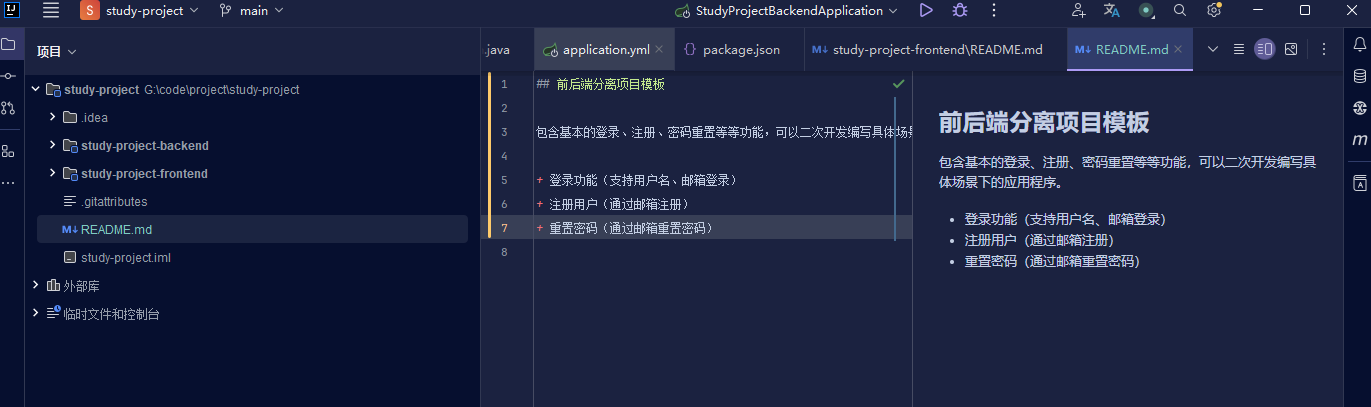 S study-project main StudyProjectBackendApplication
项目
.java application.yml package.json study-project-frontend\README.md README.md
study-project G:\code\project\study-project
.idea
study-project-backend
study-project-frontend
.gitattributes
README.md
study-project.iml
外部库
临时文件和控制台
1 ## 前后端分离项目模板
2
3 包含基本的登录、注册、密码重置等等功能，可以二次开发编写具体场
4
5 + 登录功能（支持用户名、邮箱登录）
6 + 注册用户（通过邮箱注册）
7 + 重置密码（通过邮箱重置密码）
8
前后端分离项目模板
包含基本的登录、注册、密码重置等等功能，可以二次开发编写具
体场景下的应用程序。
• 登录功能（支持用户名、邮箱登录）
• 注册用户（通过邮箱注册）
• 重置密码（通过邮箱重置密码）